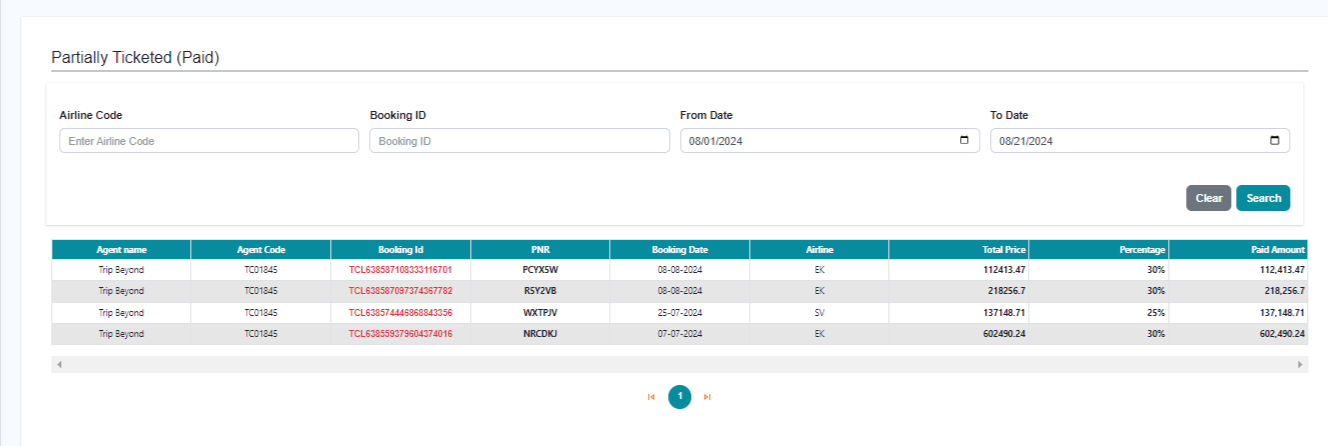 Partially Ticketed (Paid)
Airline Code Booking ID From Date To Date
Enter Airline Code Booking ID 08/01/2024 08/21/2024
Clear Search
Agent name Agent Code Booking Id PNR Booking Date Airline Total Price Percentage Paid Amount
Trip Beyond TC01845 TCL638587108333116701 PCYX5W 08-08-2024 EK 112413.47 30% 112,413.47
Trip Beyond TC01845 TCL638587097374367782 R5Y2VB 08-08-2024 EK 218256.7 30% 218,256.7
Trip Beyond TC01845 TCL638574446868843356 WXTPJV 25-07-2024 SV 137148.71 25% 137,148.71
Trip Beyond TC01845 TCL638559379604374016 NRCDKJ 07-07-2024 EK 602490.24 30% 602,490.24
1